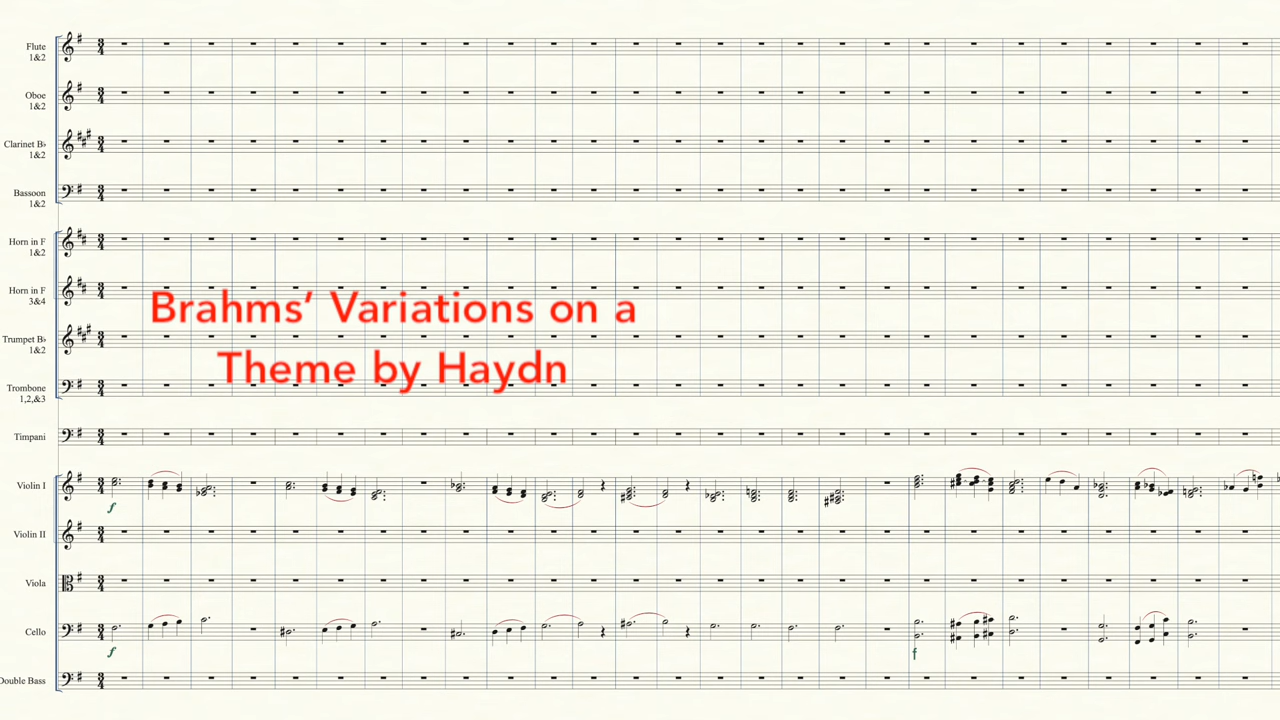 Flute
1&2
Oboe
1&2
Clarinet B♭
1&2
Bassoon
1&2
Horn in F
1&2
Horn in F
3&4
Brahms’ Variations on a
Theme by Haydn
Trumpet B♭
1&2
Trombone
1,2,&3
Timpani
Violin I
f
Violin II
Viola
Cello
f
f
Double Bass